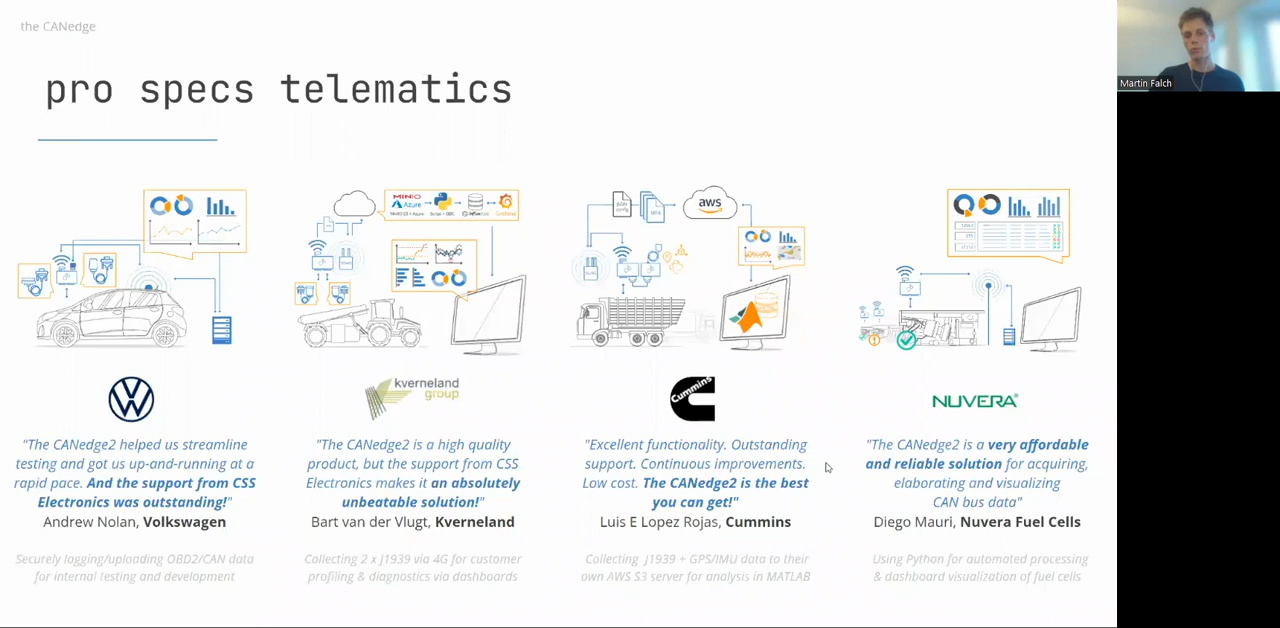 the CANedge
Martin Falch
pro specs telematics
MINIO
Azure
aws
kverneland
group
Cummins
NUVERA®
"The CANedge2 helped us streamline
testing and got us up-and-running at a
rapid pace. And the support from CSS
Electronics was outstanding!"
Andrew Nolan, Volkswagen
Securely logging/uploading OBD2/CAN data
for internal testing and development
"The CANedge2 is a high quality
product, but the support from CSS
Electronics makes it an absolutely
unbeatable solution!"
Bart van der Vlugt, Kverneland
Collecting 2 x J1939 via 4G for customer
profiling & diagnostics via dashboards
"Excellent functionality. Outstanding
support. Continuous improvements.
Low cost. The CANedge2 is the best
you can get!"
Luis E Lopez Rojas, Cummins
Collecting J1939 + GPS/IMU data to their
own AWS S3 server for analysis in MATLAB
"The CANedge2 is a very affordable
and reliable solution for acquiring,
elaborating and visualizing
CAN bus data"
Diego Mauri, Nuvera Fuel Cells
Using Python for automated processing
& dashboard visualization of fuel cells